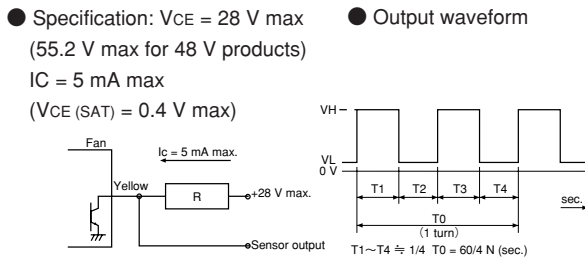 ● Specification: VCE = 28 V max
(55.2 V max for 48 V products)
IC = 5 mA max
(VCE (SAT) = 0.4 V max)
Fan
Ic = 5 mA max.
Yellow
R
+28 V max.
Sensor output
● Output waveform
VH
VL
0 V
T1 T2 T3 T4
sec.
T0
(1 turn)
T1～T4 ≒ 1/4 T0 = 60/4 N (sec.)